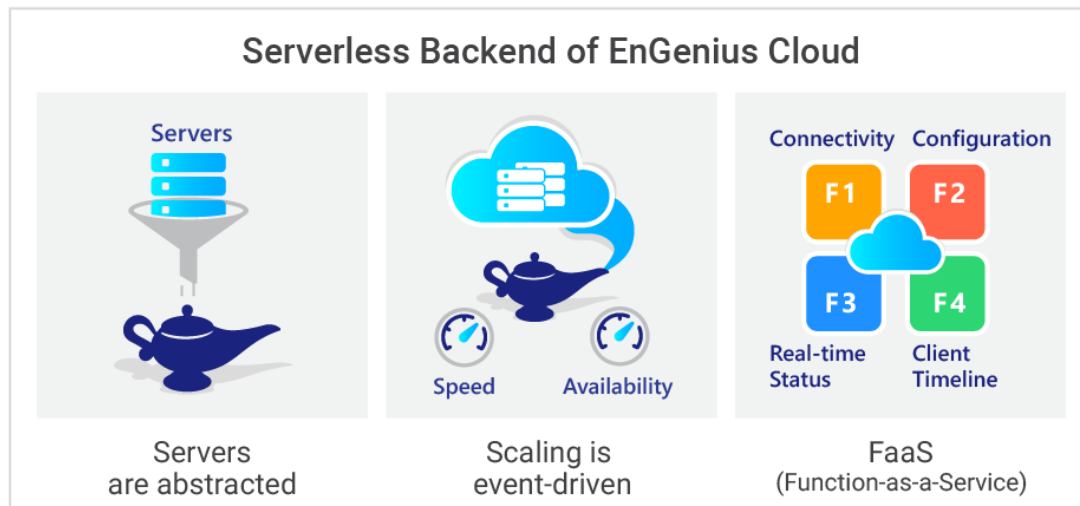 Serverless Backend of EnGenius Cloud
Servers
Servers
are abstracted
Speed
Availability
Scaling is
event-driven
Connectivity
Configuration
F1
F2
F3
F4
Real-time
Status
Client
Timeline
FaaS
(Function-as-a-Service)